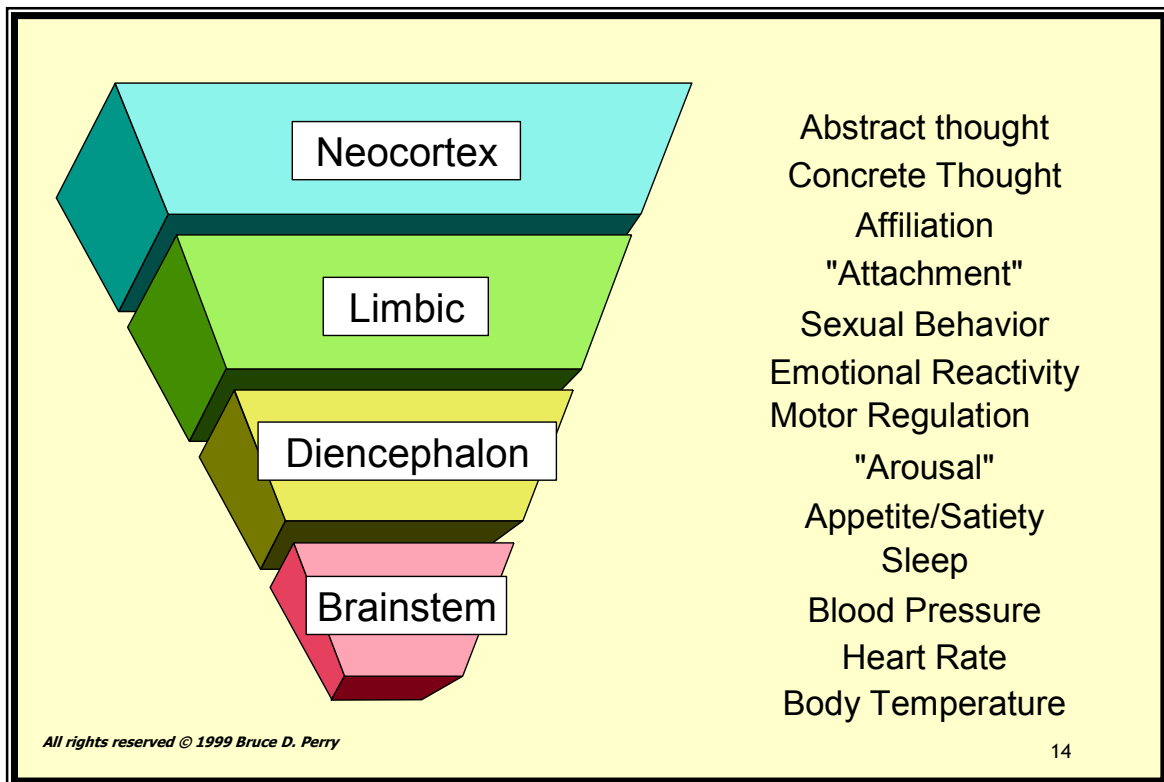 Neocortex
Limbic
Diencephalon
Brainstem
Abstract thought
Concrete Thought
Affiliation
"Attachment"
Sexual Behavior
Emotional Reactivity
Motor Regulation
"Arousal"
Appetite/Satiety
Sleep
Blood Pressure
Heart Rate
Body Temperature
All rights reserved © 1999 Bruce D. Perry
14